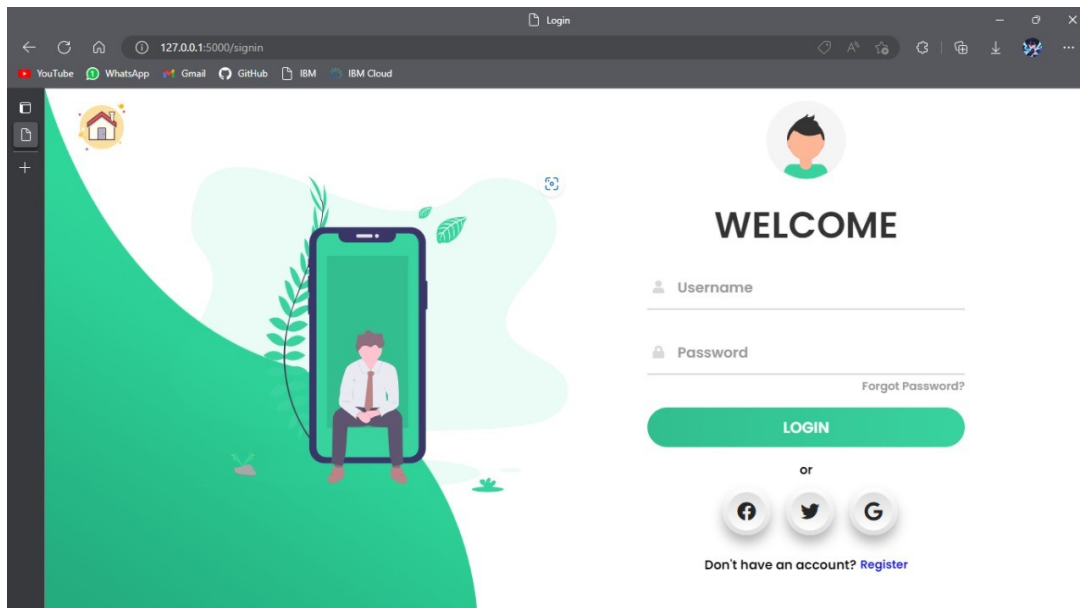 Login
127.0.0.1:5000/signin
YouTube WhatsApp Gmail GitHub IBM IBM Cloud
WELCOME
Username
Password
Forgot Password?
LOGIN
or
Don't have an account? Register